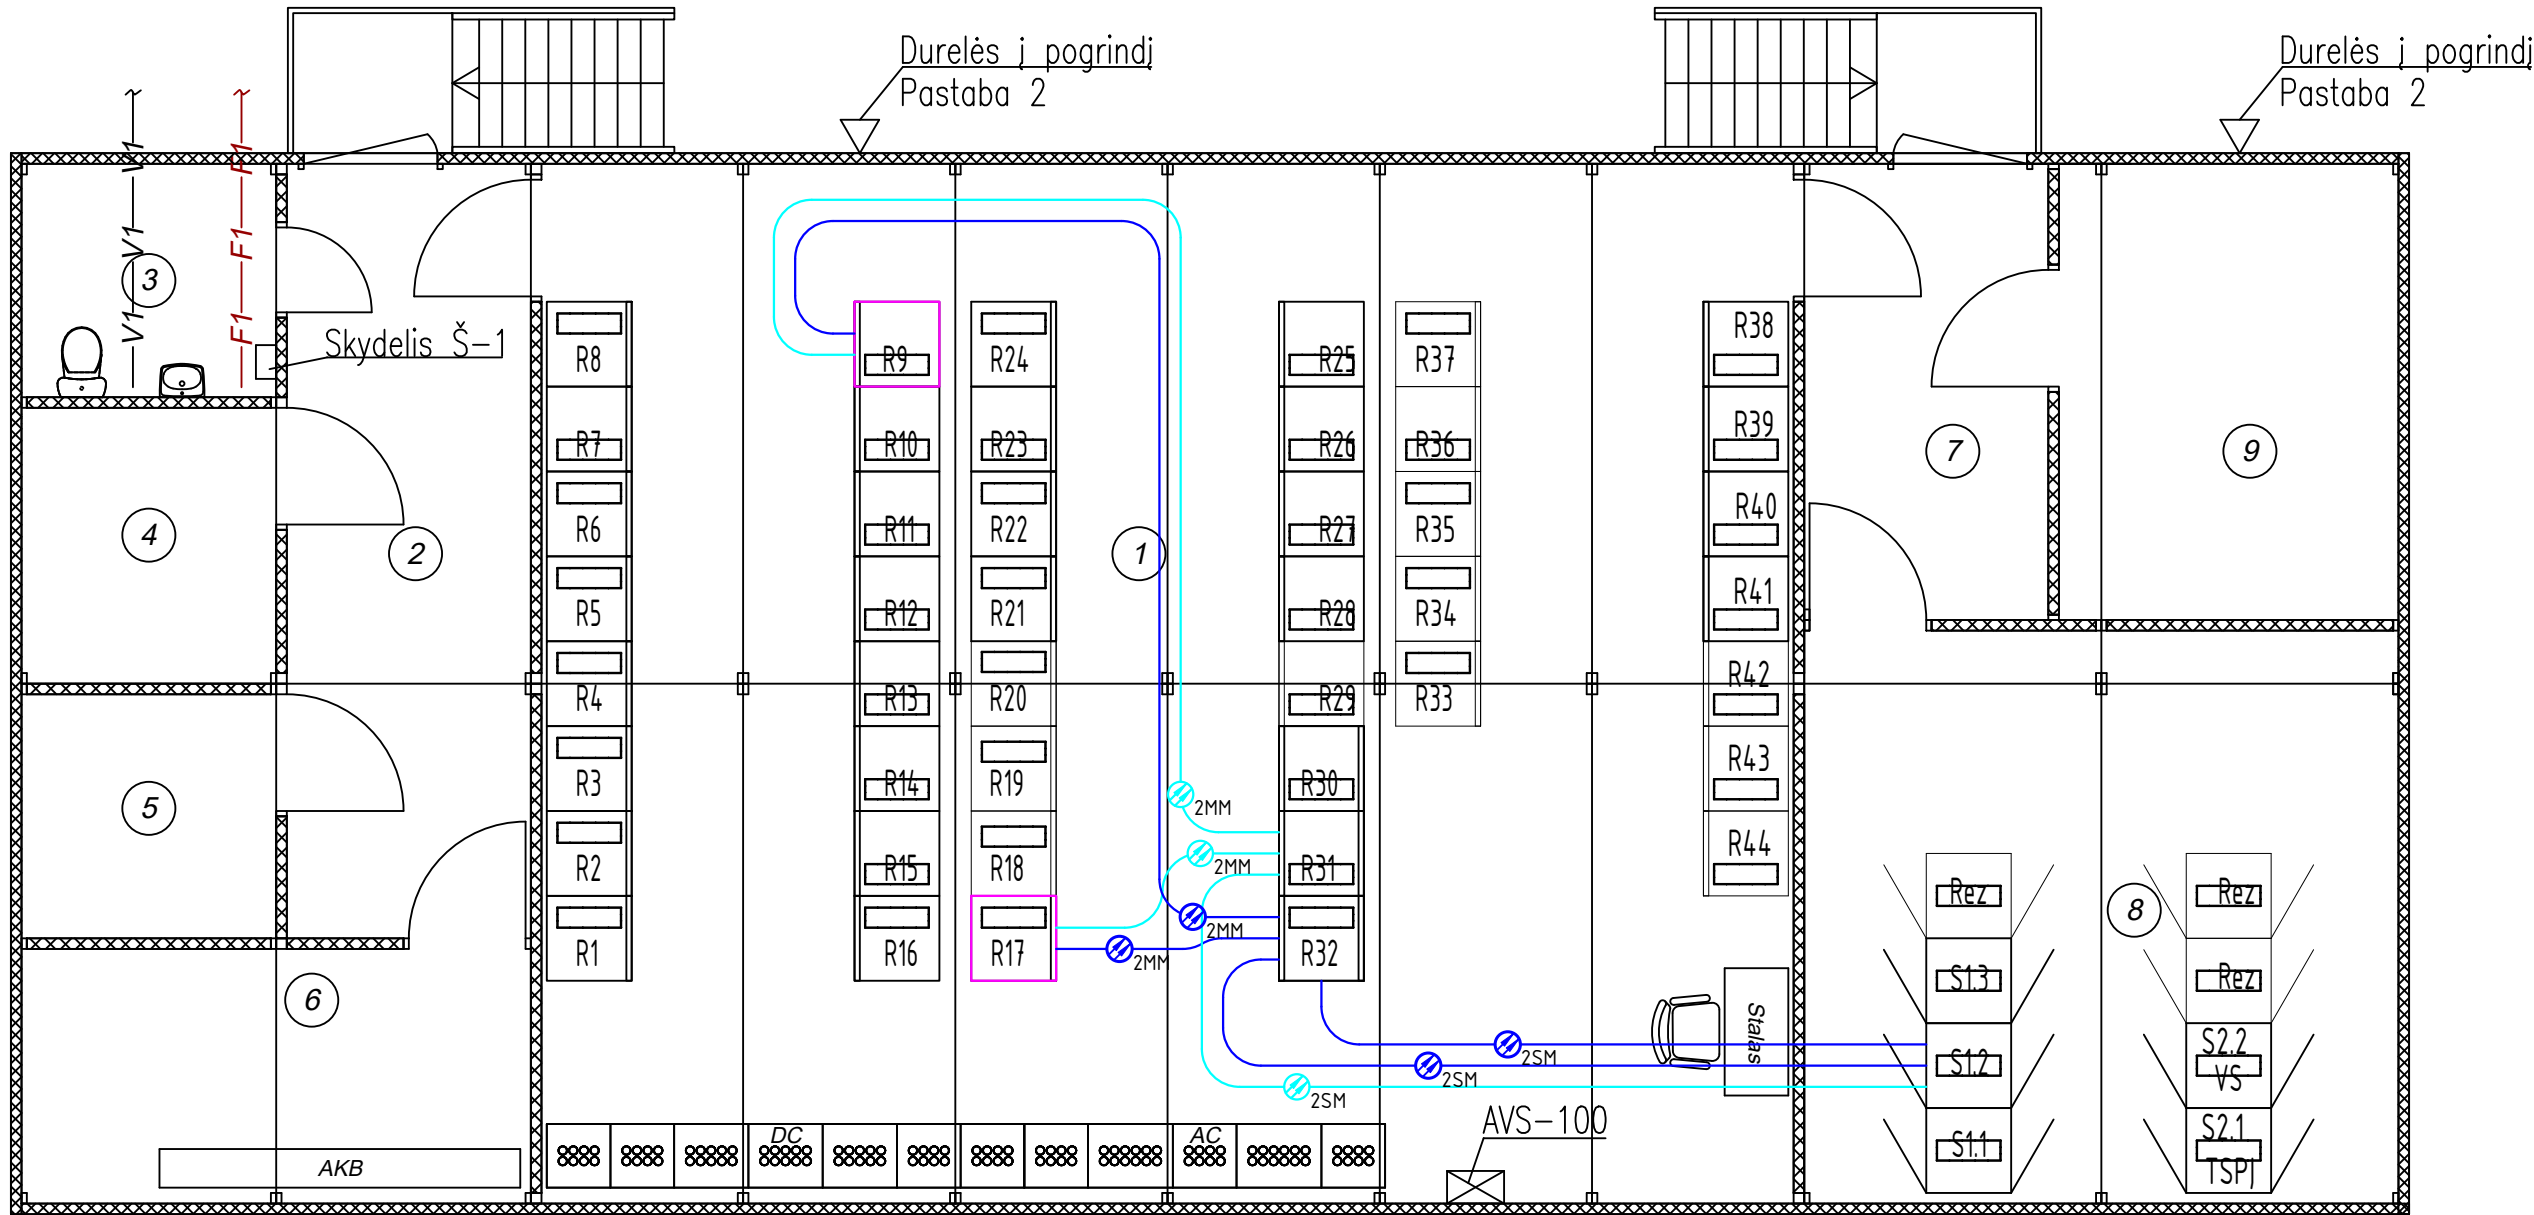 Durelės į pogrindį
Pastaba 2
Durelės į pogrindį
Pastaba 2
V1
V1
V1
F1
F1
F1
3
Skydelis Š-1
4
2
5
6
AKB
R8
R7
R6
R5
R4
R3
R2
R1
R9
R10
R11
R12
R13
R14
R15
R16
R24
R23
R22
R21
R20
R19
R18
R17
1
R25
R26
R27
R28
R29
R30
R31
R32
2MM
2MM
2MM
2MM
2SM
2SM
2SM
R37
R36
R35
R34
R33
R38
R39
R40
R41
R42
R43
R44
Stalas
DC
AC
AVS-100
7
9
8
Rez
S1.3
S1.2
S1.1
Rez
Rez
S2.2
VS
S2.1
TSPĮ